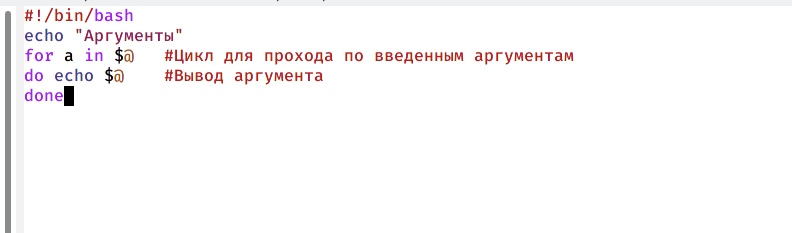 #!/bin/bash
echo "Аргументы"
for a in $@   #Цикл для прохода по введенным аргументам
do echo $@    #Вывод аргумента
done